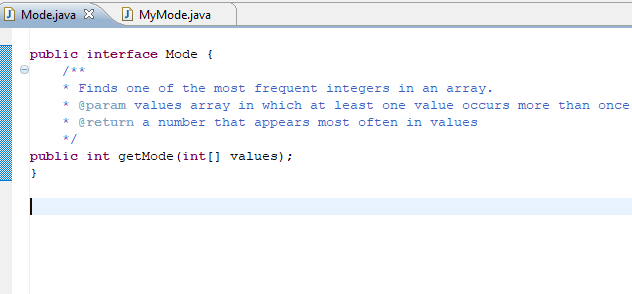 Mode.java
MyMode.java
public interface Mode {
/**
* Finds one of the most frequent integers in an array.
* @param values array in which at least one value occurs more than once
* @return a number that appears most often in values
*/
public int getMode(int[] values);
}